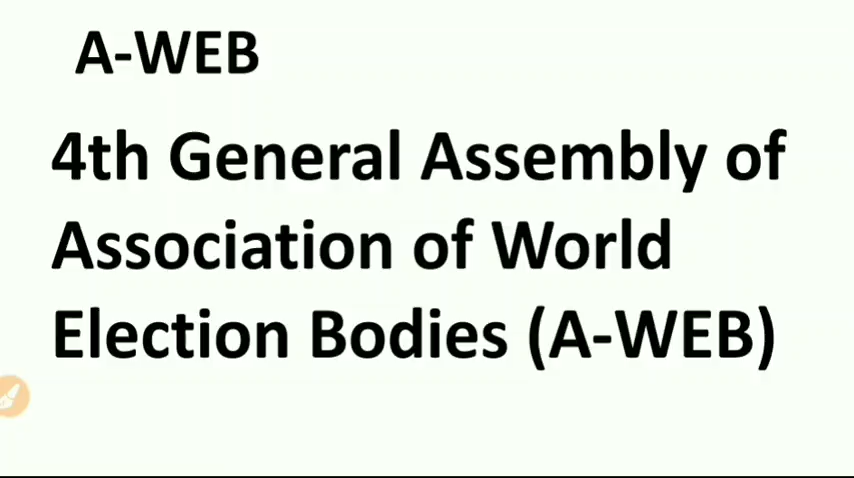 A-WEB
4th General Assembly of
Association of World
Election Bodies (A-WEB)